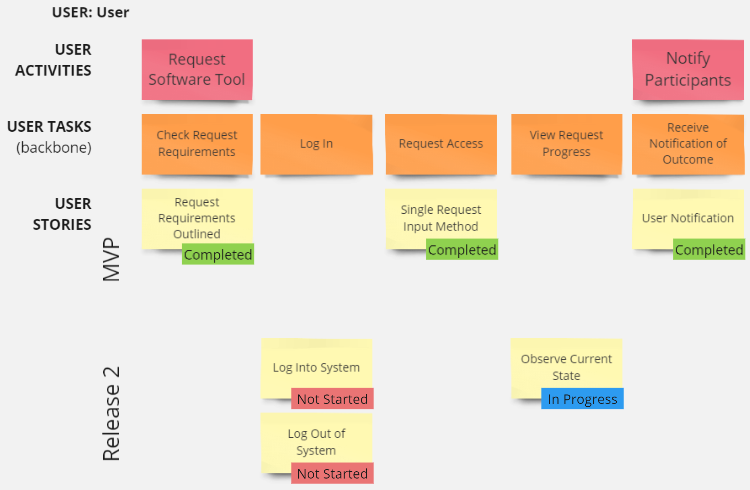 USER: User
USER
ACTIVITIES
Request
Software Tool
Notify
Participants
USER TASKS
(backbone)
Check Request
Requirements
Log In
Request Access
View Request
Progress
Receive
Notification of
Outcome
USER
STORIES
MVP
Request
Requirements
Outlined
Completed
Single Request
Input Method
Completed
User Notification
Completed
Release 2
Log Into System
Not Started
Observe Current
State
In Progress
Log Out of
System
Not Started